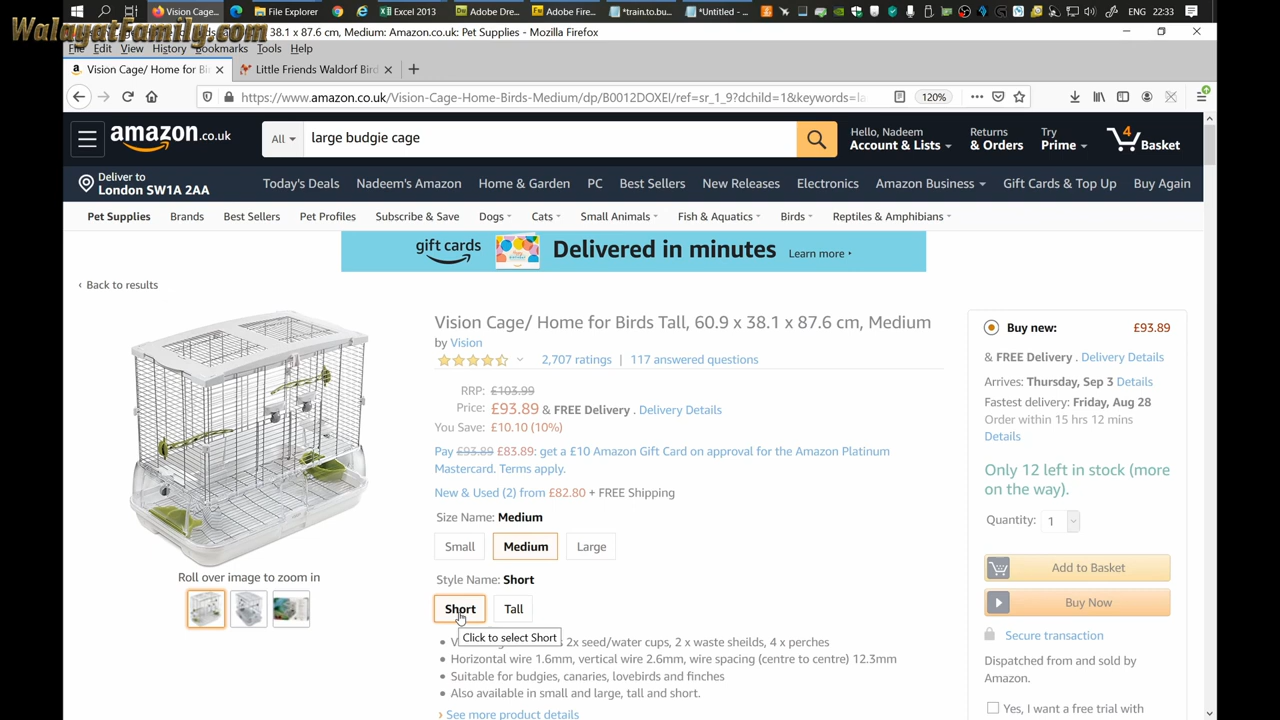 WalayatFamily.com
Vision Cage...
File Explorer
Excel 2013
Adobe Dre...
Adobe Fire...
*train.to.bu...
*Untitled - ...
ENG
22:33
38.1 x 87.6 cm, Medium: Amazon.co.uk: Pet Supplies - Mozilla Firefox
File Edit View History Bookmarks Tools Help
Vision Cage/ Home for Bi
Little Friends Waldorf Bird
https://www.amazon.co.uk/Vision-Cage-Home-Birds-Medium/dp/B0012DOXEI/ref=sr_1_9?dchild=1&keywords=la
120%
amazon.co.uk
All
large budgie cage
Hello, Nadeem
Account & Lists
Returns
& Orders
Try
Prime
4
Basket
Deliver to
London SW1A 2AA
Today's Deals
Nadeem's Amazon
Home & Garden
PC
Best Sellers
New Releases
Electronics
Amazon Business
Gift Cards & Top Up
Buy Again
Pet Supplies
Brands
Best Sellers
Pet Profiles
Subscribe & Save
Dogs
Cats
Small Animals
Fish & Aquatics
Birds
Reptiles & Amphibians
gift cards
Delivered in minutes
Learn more
‹ Back to results
Vision Cage/ Home for Birds Tall, 60.9 x 38.1 x 87.6 cm, Medium
by Vision
2,707 ratings | 117 answered questions
RRP: £103.99
Price: £93.89 & FREE Delivery . Delivery Details
You Save: £10.10 (10%)
Pay £93.89 £83.89: get a £10 Amazon Gift Card on approval for the Amazon Platinum
Mastercard. Terms apply.
New & Used (2) from £82.80 + FREE Shipping
Size Name: Medium
Small
Medium
Large
Style Name: Short
Short
Tall
Click to select Short
2x seed/water cups, 2 x waste sheilds, 4 x perches
• Horizontal wire 1.6mm, vertical wire 2.6mm, wire spacing (centre to centre) 12.3mm
• Suitable for budgies, canaries, lovebirds and finches
• Also available in small and large, tall and short.
› See more product details
Roll over image to zoom in
Buy new:
£93.89
& FREE Delivery . Delivery Details
Arrives: Thursday, Sep 3 Details
Fastest delivery: Friday, Aug 28
Order within 15 hrs 12 mins
Details
Only 12 left in stock (more
on the way).
Quantity: 1
Add to Basket
Buy Now
Secure transaction
Dispatched from and sold by
Amazon.
Yes, I want a free trial with